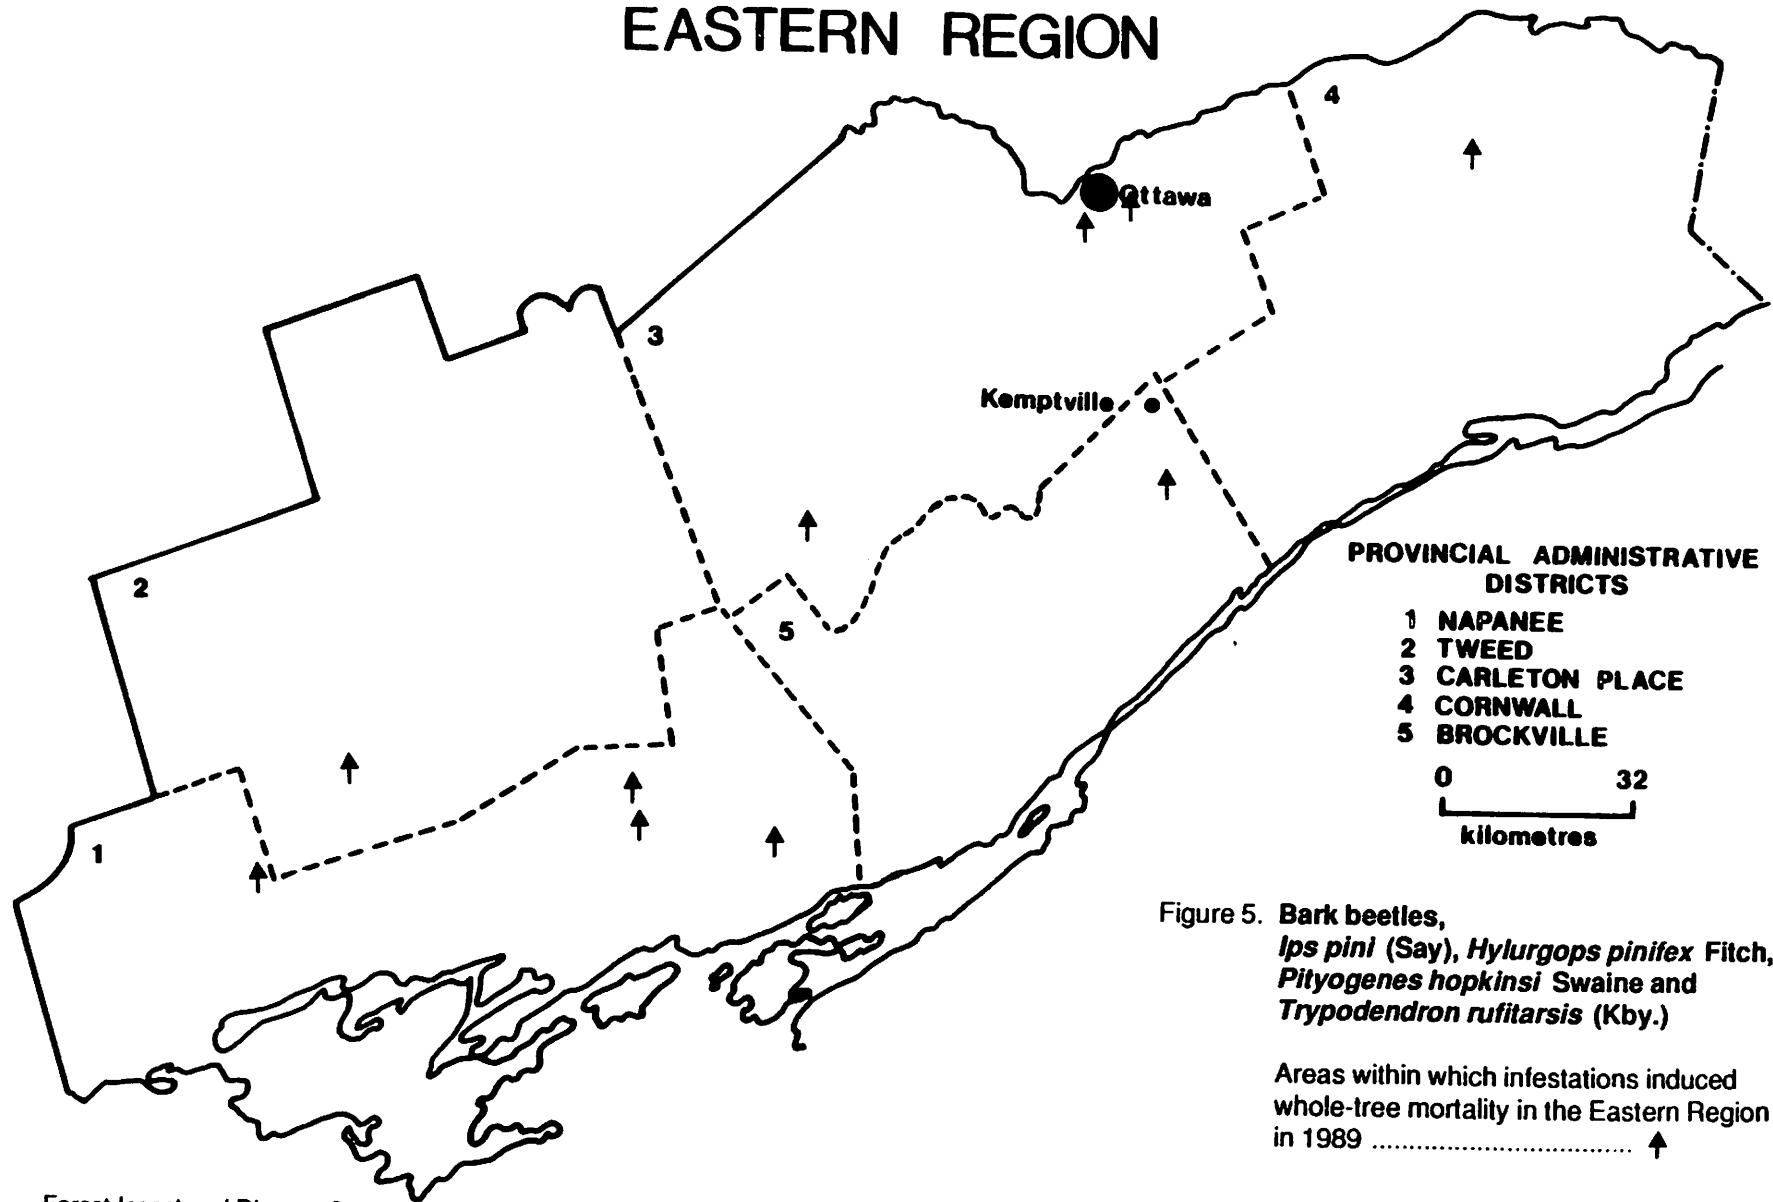 EASTERN REGION
4
Ottawa
3
Kemptville
5
2
1
PROVINCIAL ADMINISTRATIVE
DISTRICTS
1 NAPANEE
2 TWEED
3 CARLETON PLACE
4 CORNWALL
5 BROCKVILLE
0 32
kilometres
Figure 5. Bark beetles,
Ips pini (Say), Hylurgops pinifex Fitch,
Pityogenes hopkinsi Swaine and
Trypodendron rufitarsis (Kby.)
Areas within which infestations induced
whole-tree mortality in the Eastern Region
in 1989 ....................................